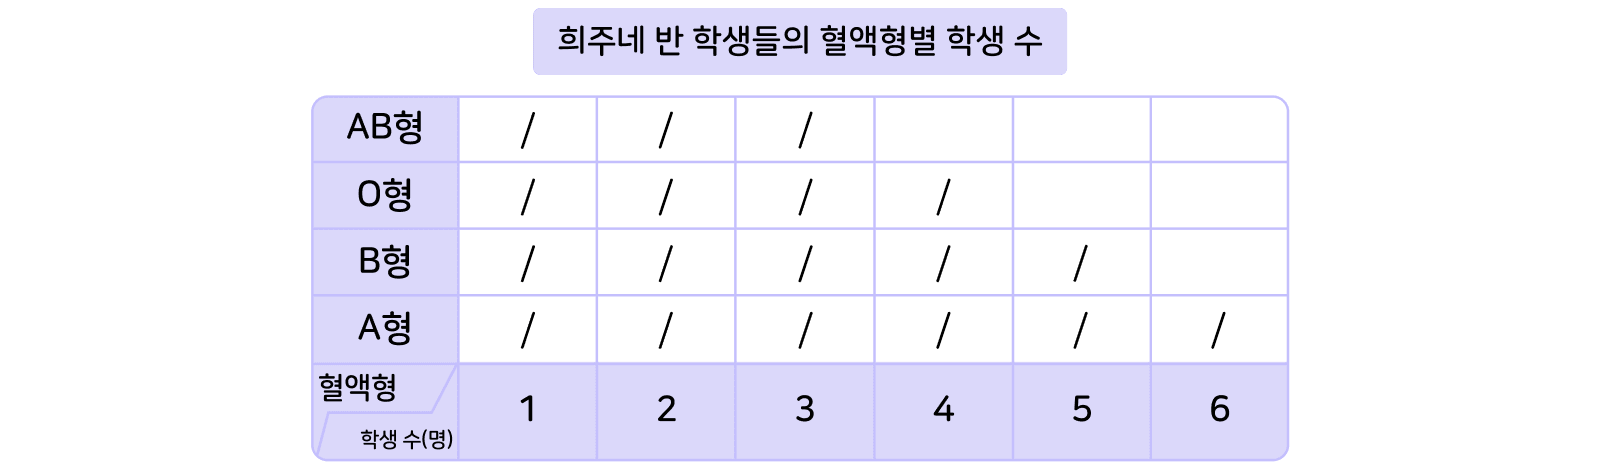 희주네 반 학생들의 혈액형별 학생 수
AB형 / / /
O형 / / / /
B형 / / / / /
A형 / / / / / /
혈액형
학생 수(명)
1 2 3 4 5 6